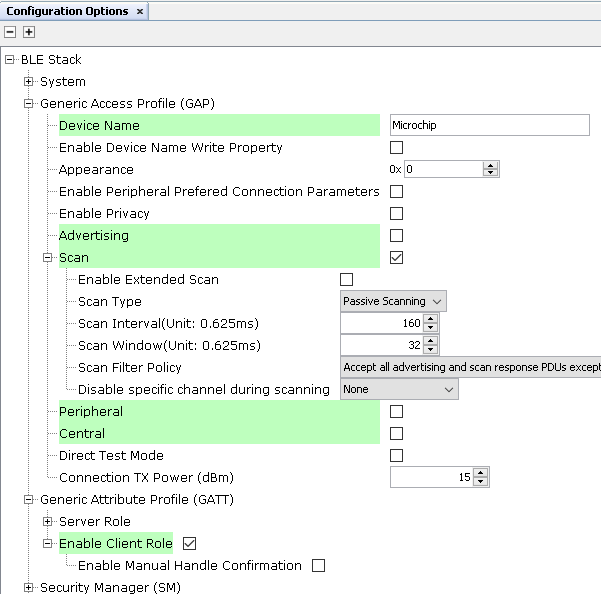 Configuration Options ×
BLE Stack
System
Generic Access Profile (GAP)
Device Name Microchip
Enable Device Name Write Property
Appearance 0x 0
Enable Peripheral Prefered Connection Parameters
Enable Privacy
Advertising
Scan
Enable Extended Scan
Scan Type Passive Scanning
Scan Interval(Unit: 0.625ms) 160
Scan Window(Unit: 0.625ms) 32
Scan Filter Policy Accept all advertising and scan response PDUs except
Disable specific channel during scanning None
Peripheral
Central
Direct Test Mode
Connection TX Power (dBm) 15
Generic Attribute Profile (GATT)
Server Role
Enable Client Role
Enable Manual Handle Confirmation
Security Manager (SM)